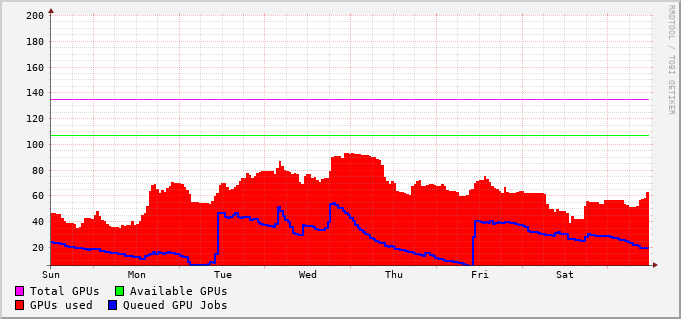 200
180
160
140
120
100
80
60
40
20
Sun Mon Tue Wed Thu Fri Sat
Total GPUs Available GPUs
GPUs used Queued GPU Jobs
RRDTOOL / TOBI OETIKER